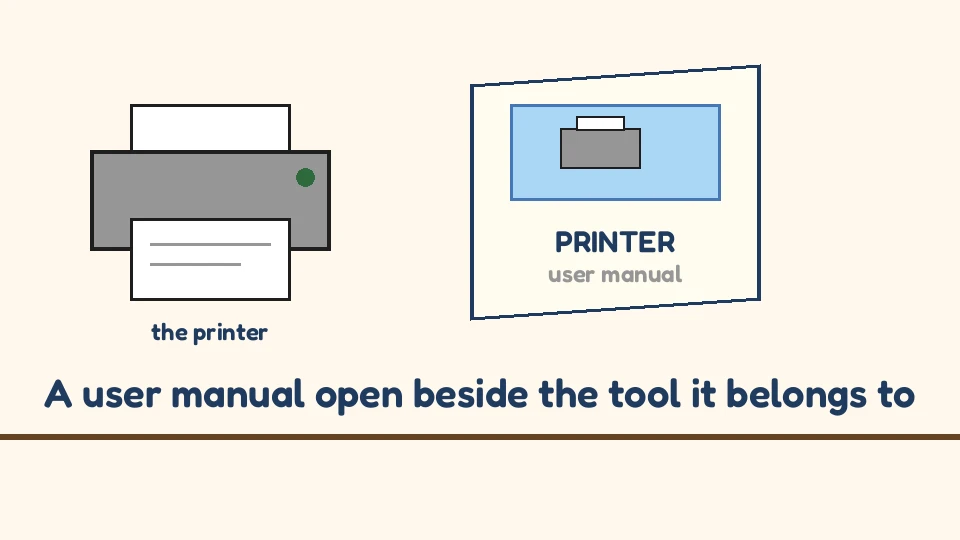 PRINTER
user manual
the printer
A user manual open beside the tool it belongs to